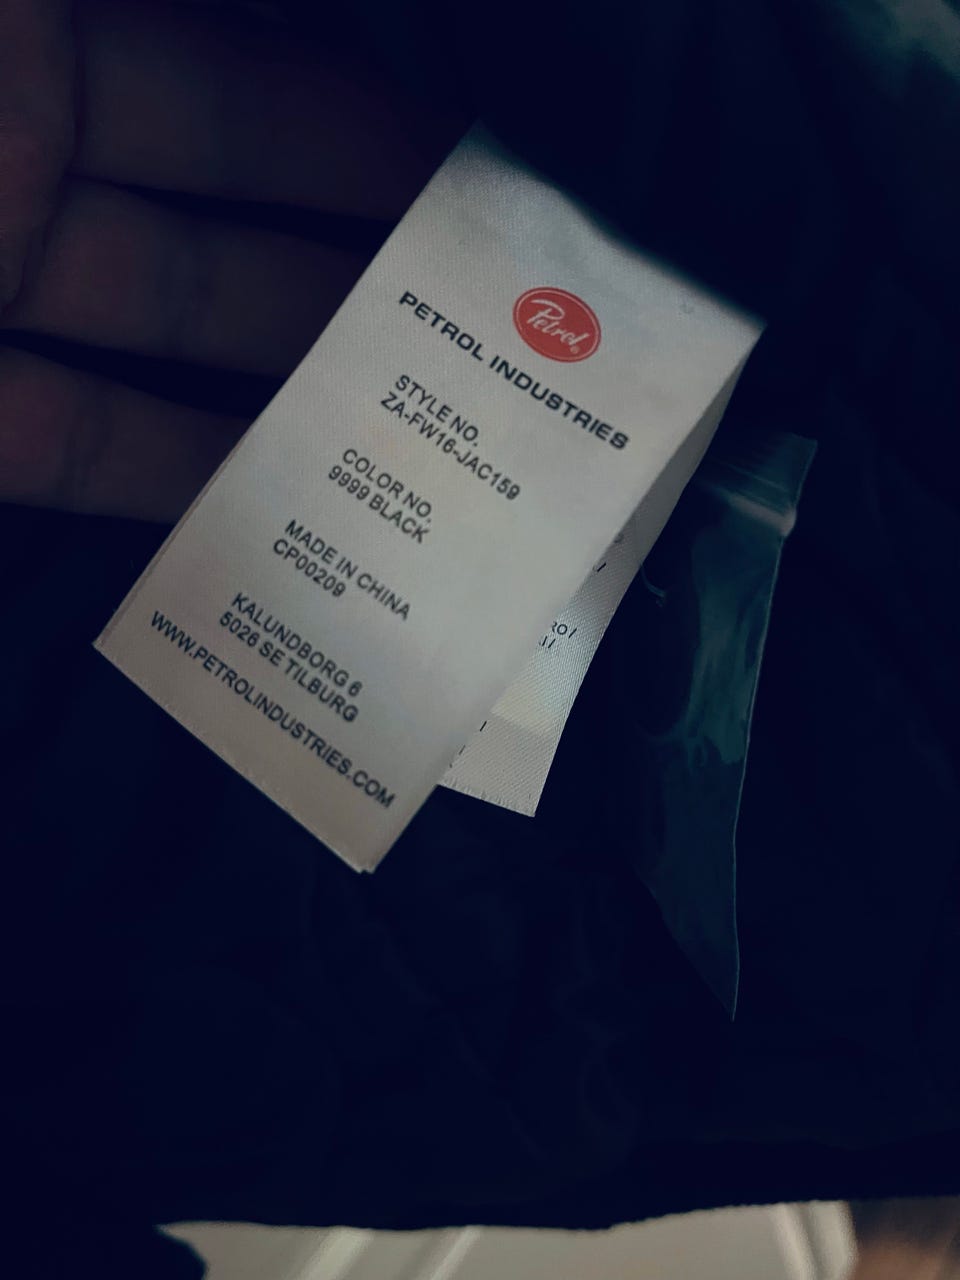 Petrol
PETROL INDUSTRIES
STYLE NO.
ZA-FW16-JAC159
COLOR NO.
9999 BLACK
MADE IN CHINA
CP00209
KALUNDBORG 6
5026 SE TILBURG
WWW.PETROLINDUSTRIES.COM